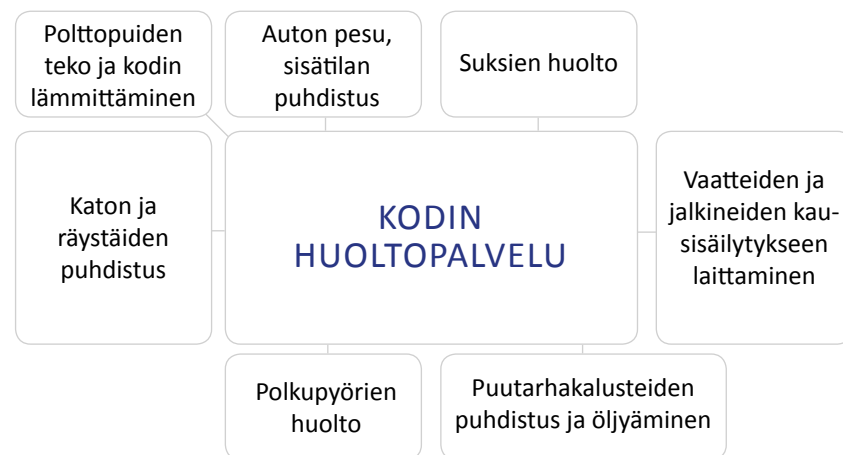 Polttopuiden
teko ja kodin
lämmittäminen
Auton pesu,
sisätilan
puhdistus
Suksien huolto
Katon ja
räystäiden
puhdistus
KODIN
HUOLTOPALVELU
Vaatteiden ja
jalkineiden kau-
sisäilytykseen
laittaminen
Polkupyörien
huolto
Puutarhakalusteiden
puhdistus ja öljyäminen